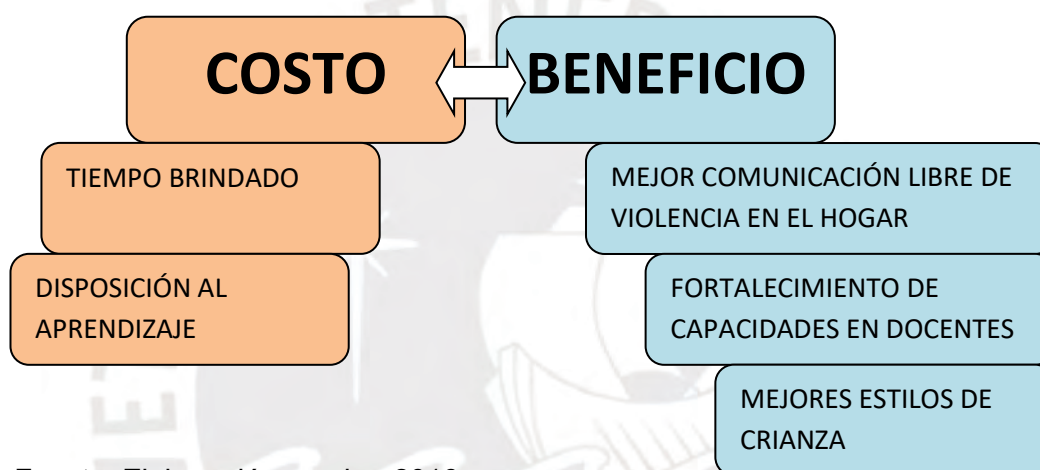 COSTO
BENEFICIO
TIEMPO BRINDADO
DISPOSICIÓN AL
APRENDIZAJE
MEJOR COMUNICACIÓN LIBRE DE
VIOLENCIA EN EL HOGAR
FORTALECIMIENTO DE
CAPACIDADES EN DOCENTES
MEJORES ESTILOS DE
CRIANZA